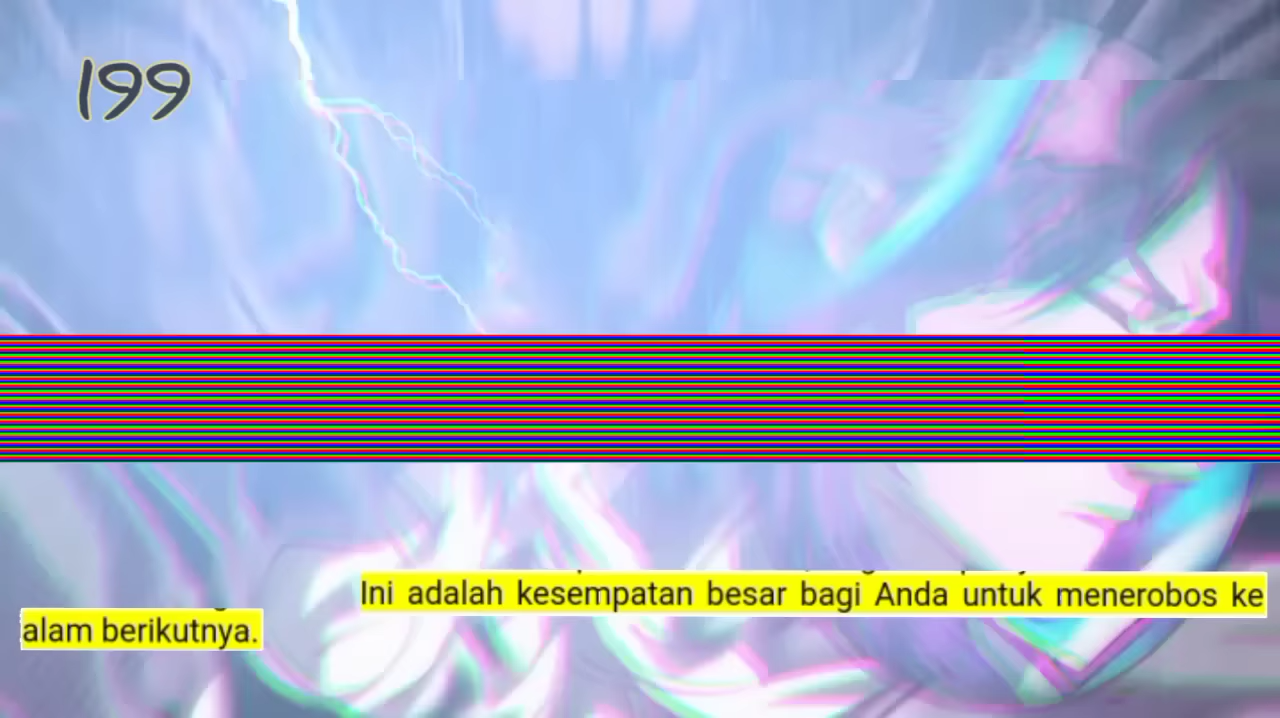 199
Ini adalah kesempatan besar bagi Anda untuk menerobos ke
alam berikutnya.